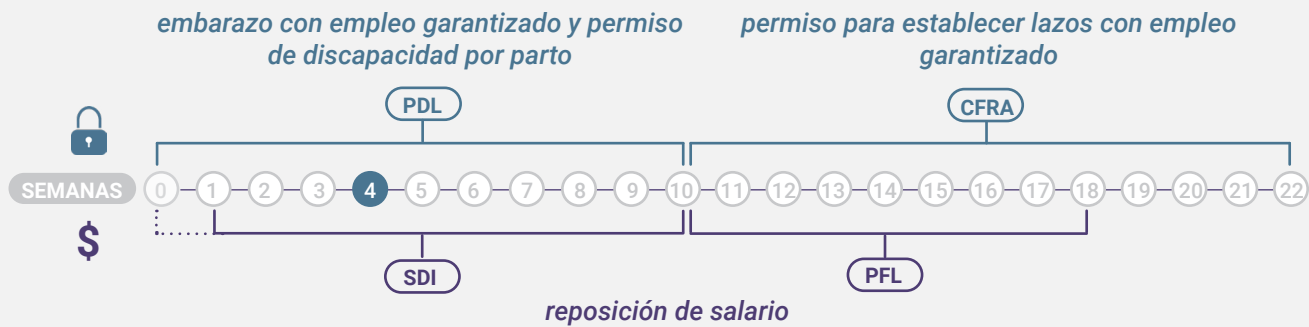 embarazo con empleo garantizado y permiso
de discapacidad por parto
permiso para establecer lazos con empleo
garantizado
PDL
CFRA
SEMANAS 0 1 2 3 4 5 6 7 8 9 10 11 12 13 14 15 16 17 18 19 20 21 22
$
SDI
PFL
reposición de salario